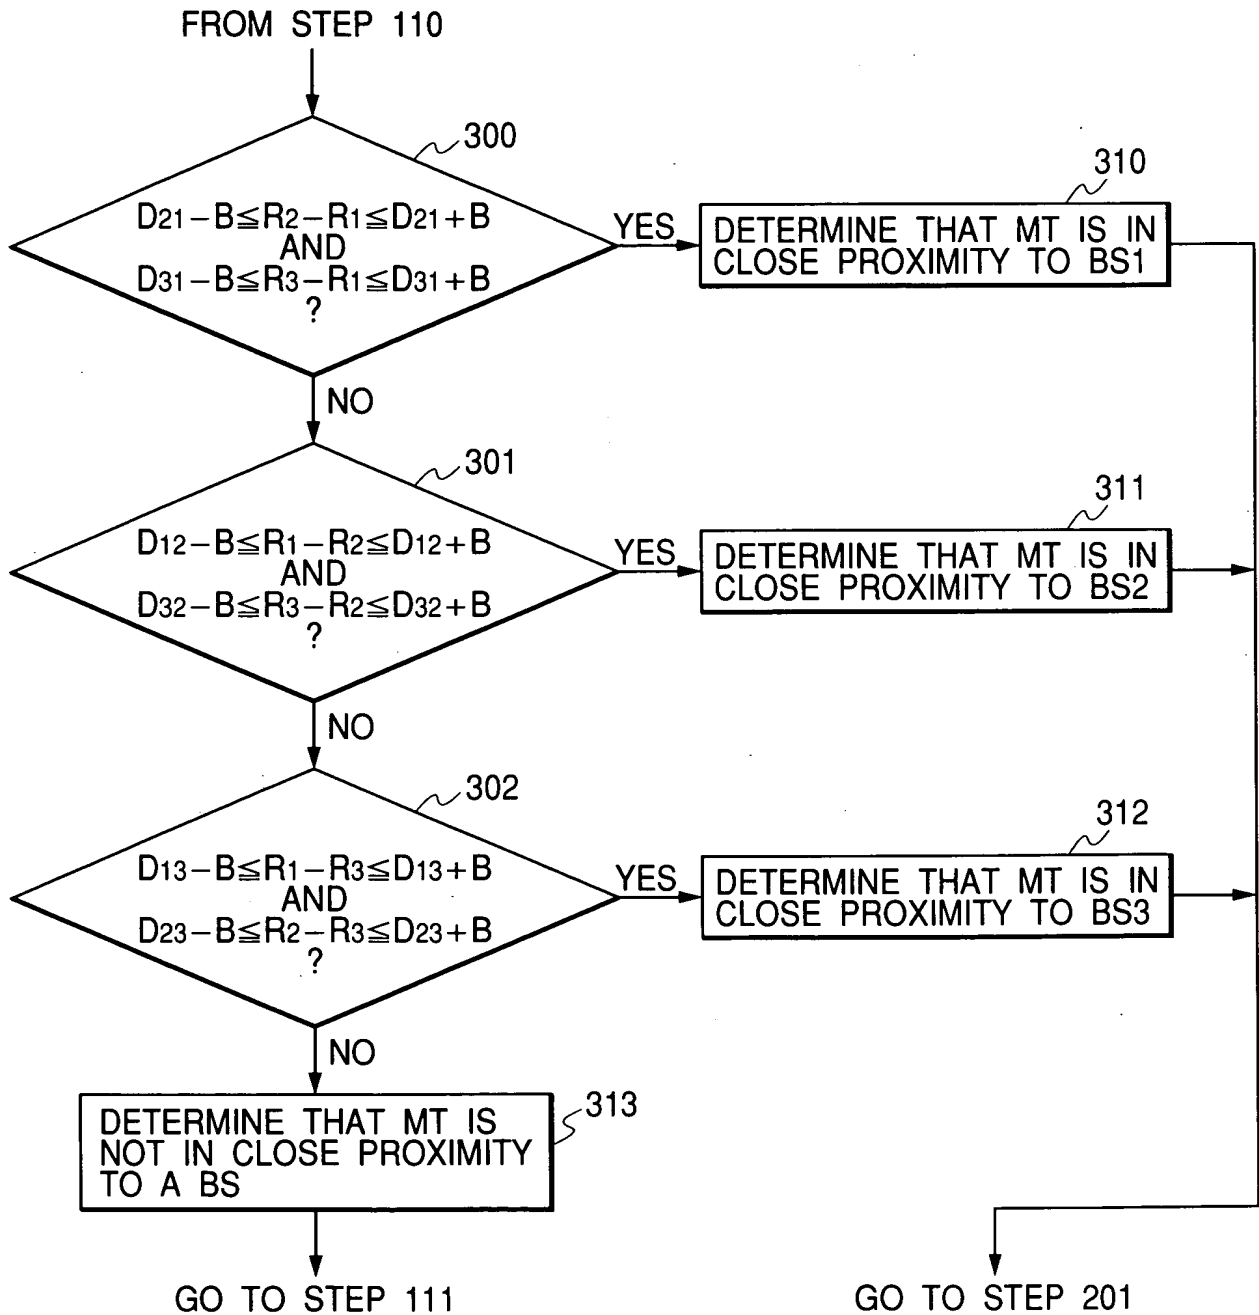 FROM STEP 110
300
D21−B≦R2−R1≦D21+B
AND
D31−B≦R3−R1≦D31+B
?
YES
310
DETERMINE THAT MT IS IN
CLOSE PROXIMITY TO BS1
NO
301
D12−B≦R1−R2≦D12+B
AND
D32−B≦R3−R2≦D32+B
?
YES
311
DETERMINE THAT MT IS IN
CLOSE PROXIMITY TO BS2
NO
302
D13−B≦R1−R3≦D13+B
AND
D23−B≦R2−R3≦D23+B
?
YES
312
DETERMINE THAT MT IS IN
CLOSE PROXIMITY TO BS3
NO
313
DETERMINE THAT MT IS
NOT IN CLOSE PROXIMITY
TO A BS
GO TO STEP 111
GO TO STEP 201